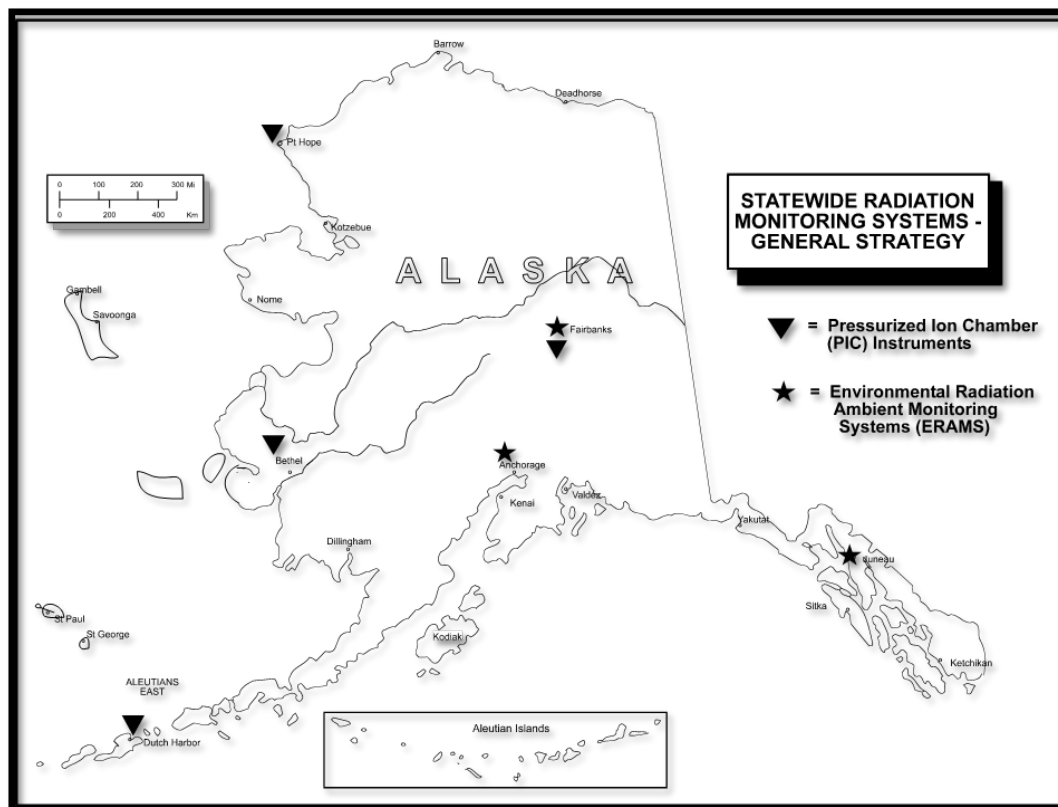 Barrow
Deadhorse
Pt Hope
0 100 200 300 Mi
0 200 400 Km
STATEWIDE RADIATION
MONITORING SYSTEMS -
GENERAL STRATEGY
Kotzebue
ALASKA
Gambell
Savoonga
Nome
Fairbanks
= Pressurized Ion Chamber
(PIC) Instruments
= Environmental Radiation
Ambient Monitoring
Systems (ERAMS)
Bethel
Anchorage
Kenai
Valdez
Yakutat
Dillingham
Juneau
Sitka
St Paul
St George
Kodiak
Ketchikan
ALEUTIANS
EAST
Dutch Harbor
Aleutian Islands